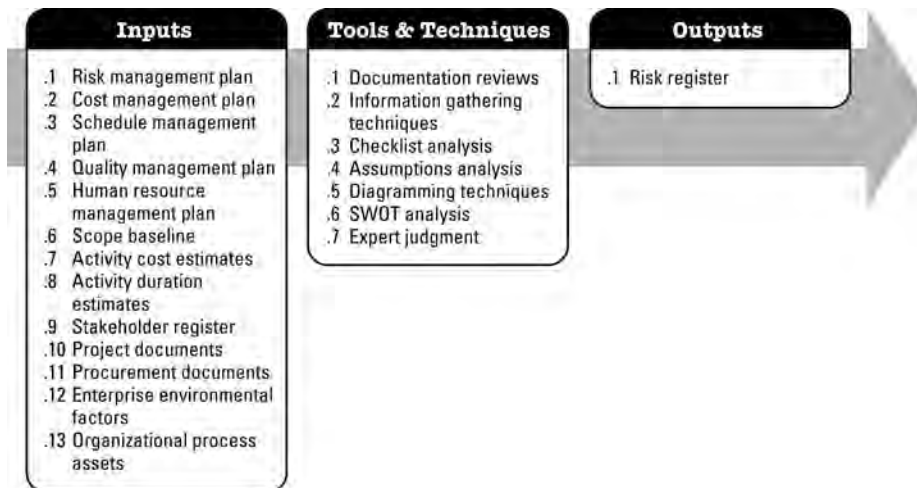 Inputs
.1 Risk management plan
.2 Cost management plan
.3 Schedule management
plan
.4 Quality management plan
.5 Human resource
management plan
.6 Scope baseline
.7 Activity cost estimates
.8 Activity duration
estimates
.9 Stakeholder register
.10 Project documents
.11 Procurement documents
.12 Enterprise environmental
factors
.13 Organizational process
assets
Tools & Techniques
.1 Documentation reviews
.2 Information gathering
techniques
.3 Checklist analysis
.4 Assumptions analysis
.5 Diagramming techniques
.6 SWOT analysis
.7 Expert judgment
Outputs
.1 Risk register